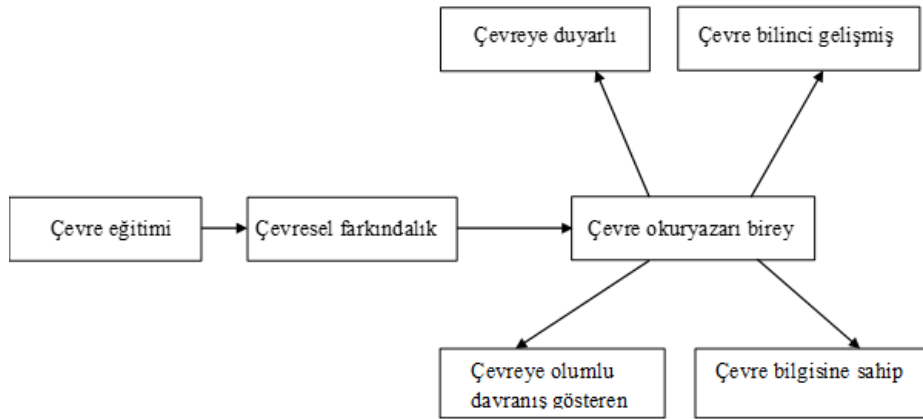 Çevreye duyarlı
Çevre bilinci gelişmiş
Çevre eğitimi
Çevresel farkındalık
Çevre okuryazarı birey
Çevreye olumlu
davranış gösteren
Çevre bilgisine sahip